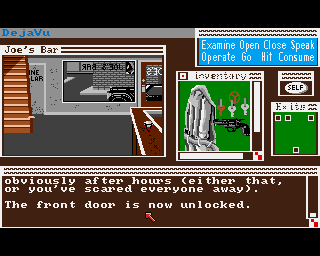 DejaVu
Joe's Bar
Examine Open Close Speak
Operate Go Hit Consume
inventory
SELF
Exits
obviously after hours (either that,
or you've scared everyone away).
The front door is now unlocked.